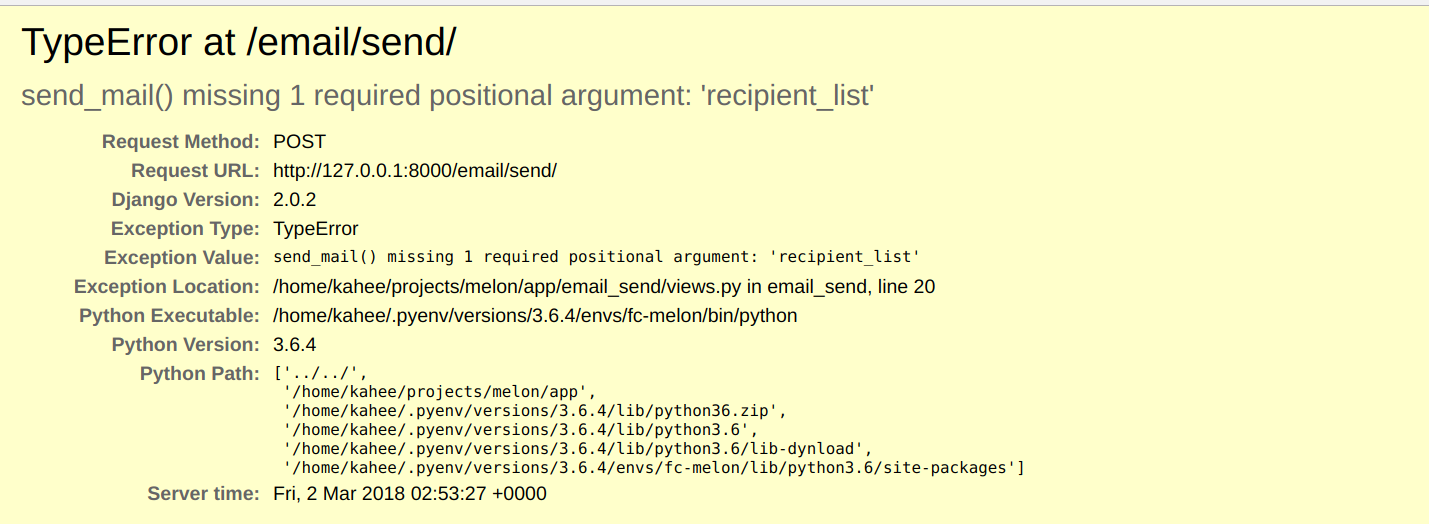 TypeError at /email/send/
send_mail() missing 1 required positional argument: 'recipient_list'
Request Method: POST
Request URL: http://127.0.0.1:8000/email/send/
Django Version: 2.0.2
Exception Type: TypeError
Exception Value: send_mail() missing 1 required positional argument: 'recipient_list'
Exception Location: /home/kahee/projects/melon/app/email_send/views.py in email_send, line 20
Python Executable: /home/kahee/.pyenv/versions/3.6.4/envs/fc-melon/bin/python
Python Version: 3.6.4
Python Path: ['../../',
'/home/kahee/projects/melon/app',
'/home/kahee/.pyenv/versions/3.6.4/lib/python36.zip',
'/home/kahee/.pyenv/versions/3.6.4/lib/python3.6',
'/home/kahee/.pyenv/versions/3.6.4/lib/python3.6/lib-dynload',
'/home/kahee/.pyenv/versions/3.6.4/envs/fc-melon/lib/python3.6/site-packages']
Server time: Fri, 2 Mar 2018 02:53:27 +0000